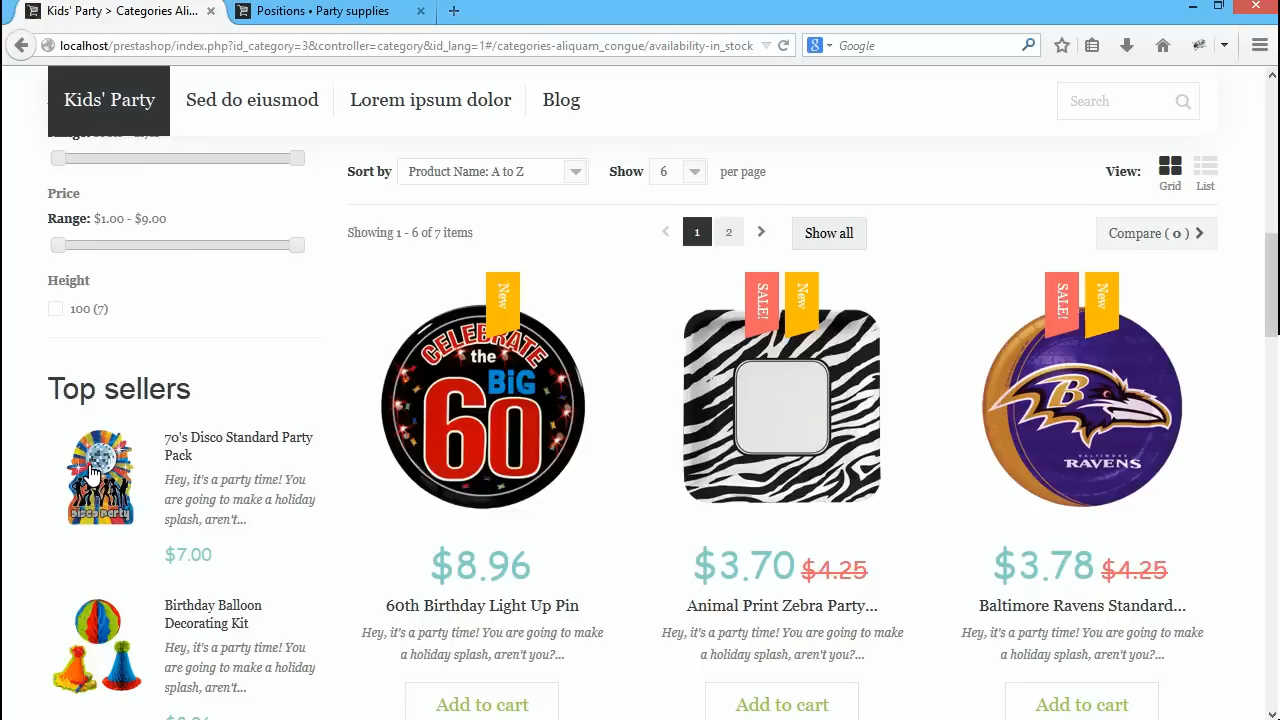 Kids' Party > Categories Ali...
Positions • Party supplies
localhost/prestashop/index.php?id_category=3&controller=category&id_lang=1#/categories-aliquam_congue/availability-in_stock
Google
Kids' Party
Sed do eiusmod
Lorem ipsum dolor
Blog
Search
Sort by
Product Name: A to Z
Show
6
per page
View:
Grid
List
Price
Range: $1.00 - $9.00
Showing 1 - 6 of 7 items
1
2
Show all
Compare ( 0 )
Height
100 (7)
New
SALE!
New
SALE!
New
CELEBRATE
the
BIG
60
B
BALTIMORE
RAVENS
Top sellers
70's Disco Standard Party
Pack
Hey, it's a party time! You
are going to make a holiday
splash, aren't...
$7.00
disco party
Birthday Balloon
Decorating Kit
Hey, it's a party time! You
are going to make a holiday
splash, aren't...
$8.96
60th Birthday Light Up Pin
Hey, it's a party time! You are going to make
a holiday splash, aren't you?...
Add to cart
$3.70 $4.25
Animal Print Zebra Party...
Hey, it's a party time! You are going to make
a holiday splash, aren't you?...
Add to cart
$3.78 $4.25
Baltimore Ravens Standard...
Hey, it's a party time! You are going to make
a holiday splash, aren't you?...
Add to cart